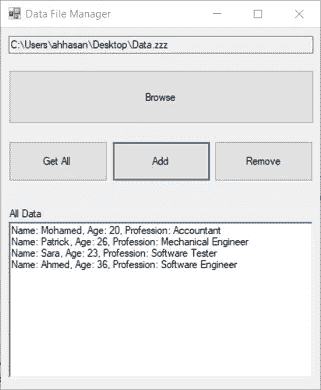 Data File Manager
C:\Users\ahhasan\Desktop\Data.zzz
Browse
Get All
Add
Remove
All Data
Name: Mohamed, Age: 20, Profession: Accountant
Name: Patrick, Age: 26, Profession: Mechanical Engineer
Name: Sara, Age: 23, Profession: Software Tester
Name: Ahmed, Age: 36, Profession: Software Engineer